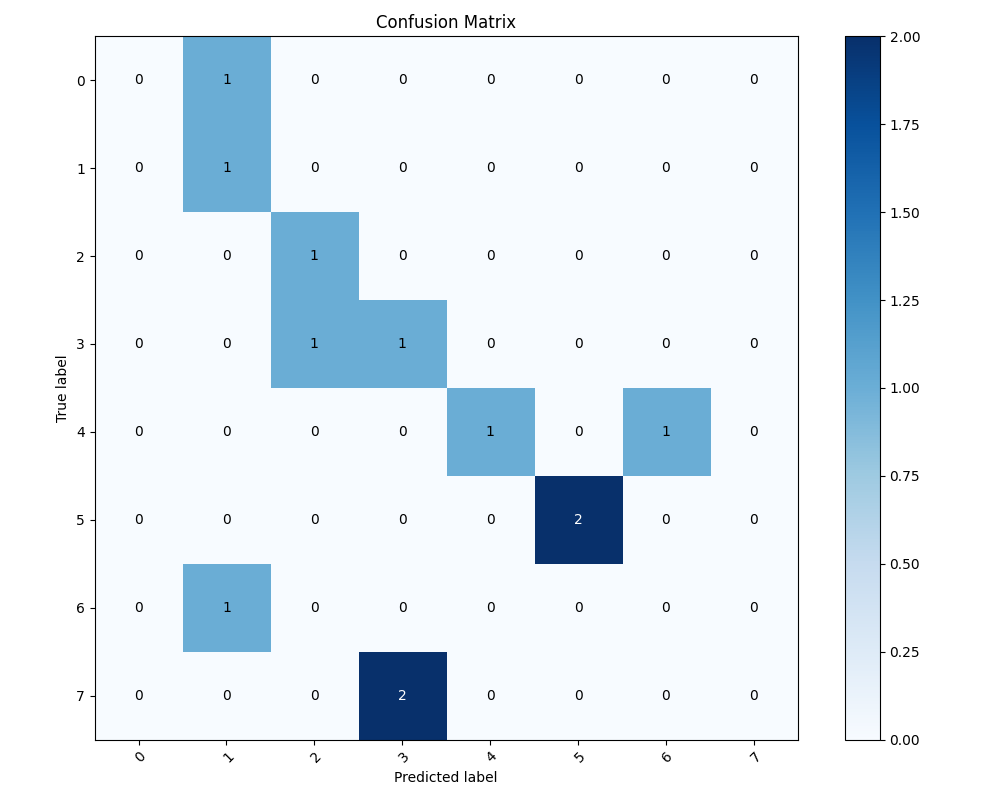 Confusion Matrix
0 0 1 0 0 0 0 0 0
1 0 1 0 0 0 0 0 0
2 0 0 1 0 0 0 0 0
3 0 0 1 1 0 0 0 0
4 0 0 0 0 1 0 1 0
5 0 0 0 0 0 2 0 0
6 0 1 0 0 0 0 0 0
7 0 0 0 2 0 0 0 0
0 1 2 3 4 5 6 7
True label
Predicted label
2.00
1.75
1.50
1.25
1.00
0.75
0.50
0.25
0.00